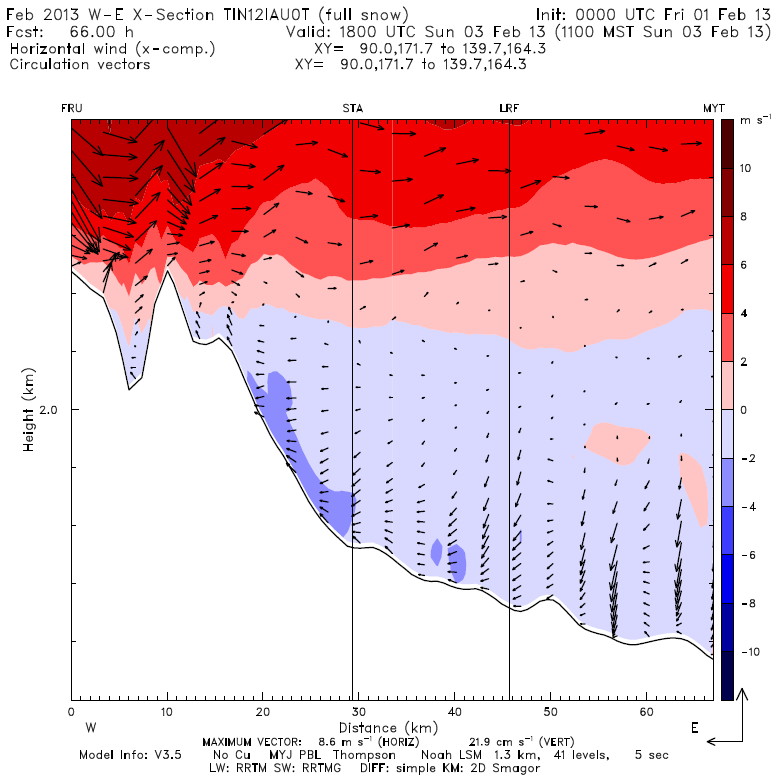 Feb 2013 W-E X-Section TIN12IAU0T (full snow) Init: 0000 UTC Fri 01 Feb 13
Fcst: 66.00 h Valid: 1800 UTC Sun 03 Feb 13 (1100 MST Sun 03 Feb 13)
Horizontal wind (x-comp.) XY= 90.0,171.7 to 139.7,164.3
Circulation vectors XY= 90.0,171.7 to 139.7,164.3
FRU STA LRF MYT
m s⁻¹
10
8
6
4
2
0
-2
-4
-6
-8
-10
Height (km)
2.0
0 10 20 30 40 50 60
W Distance (km) E
MAXIMUM VECTOR: 8.6 m s⁻¹ (HORIZ) 21.9 cm s⁻¹ (VERT)
Model Info: V3.5 No Cu MYJ PBL Thompson Noah LSM 1.3 km, 41 levels, 5 sec
LW: RRTM SW: RRTMG DIFF: simple KM: 2D Smagor